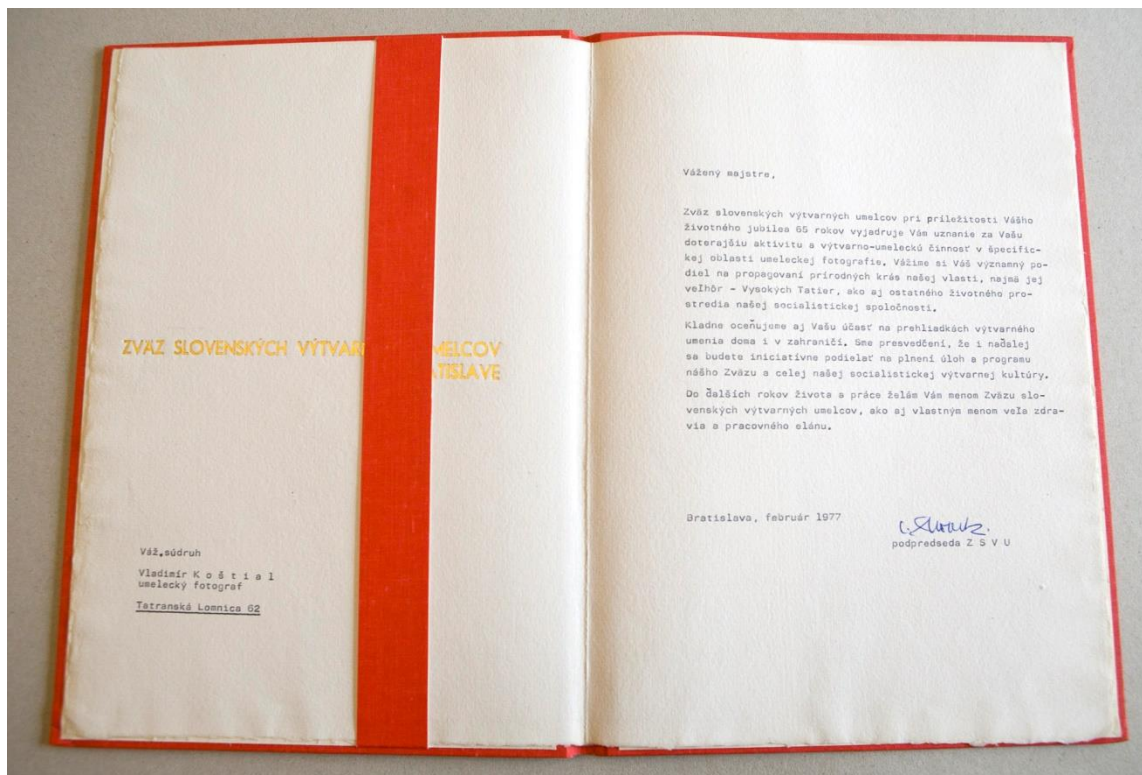 ZVÄZ SLOVENSKÝCH VÝTVAR MELCOV
TISLAVE
Váž.súdruh
Vladimír K o š t i a l
umelecký fotograf
Tatranská Lomnica 62
Vážený majstre,
Zväz slovenských výtvarných umelcov pri príležitosti Vášho
životného jubilea 65 rokov vyjadruje Vám uznanie za Vašu
doterajšiu aktivitu a výtvarno-umeleckú činnosť v špecific-
kej oblasti umeleckej fotografie. Vážime si Váš významný po-
diel na propagovaní prírodných krás našej vlasti, najmä jej
veľhôr - Vysokých Tatier, ako aj ostatného životného pro-
stredia našej socialistickej spoločnosti.
Kladne oceňujeme aj Vašu účasť na prehliadkách výtvarného
umenia doma i v zahraničí. Sme presvedčení, že i naďalej
sa budete iniciatívne podielať na plnení úloh a programu
nášho Zväzu a celej našej socialistickej výtvarnej kultúry.
Do ďalších rokov života a práce želám Vám menom Zväzu slo-
venských výtvarných umelcov, ako aj vlastným menom veľa zdra-
via a pracovného elánu.
Bratislava, február 1977
podpredseda Z S V U